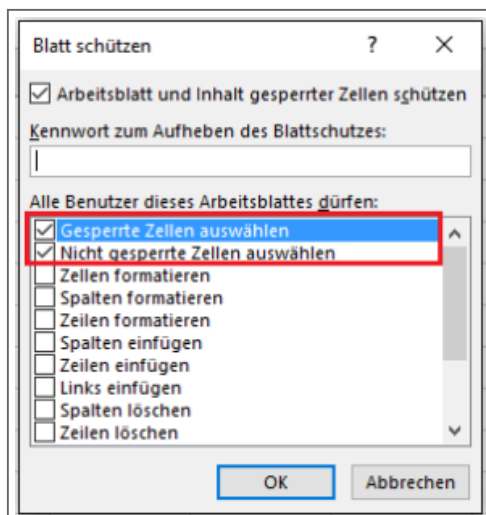 Blatt schützen ?
Arbeitsblatt und Inhalt gesperrter Zellen schützen
Kennwort zum Aufheben des Blattschutzes:
Alle Benutzer dieses Arbeitsblattes dürfen:
Gesperrte Zellen auswählen
Nicht gesperrte Zellen auswählen
Zellen formatieren
Spalten formatieren
Zeilen formatieren
Spalten einfügen
Zeilen einfügen
Links einfügen
Spalten löschen
Zeilen löschen
OK Abbrechen